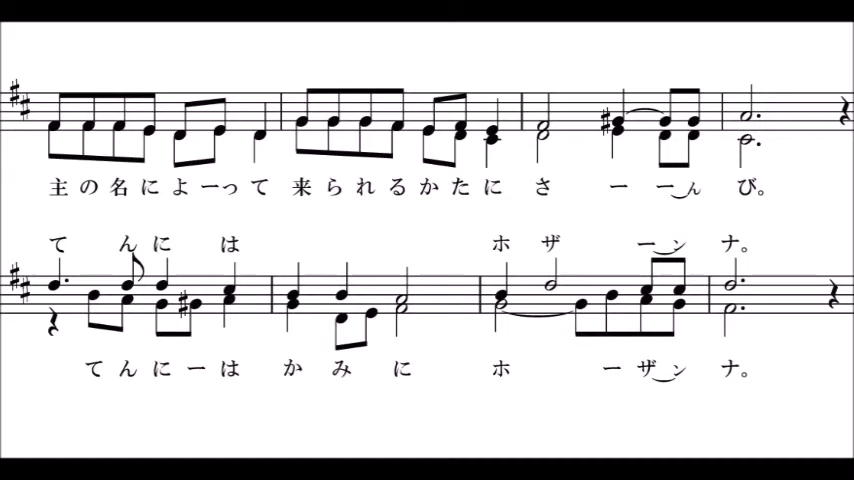 主の名によーって来られるかたにさーーん び。
てんには ホザーン ナ。
てんにーはかみにホーザンナ。